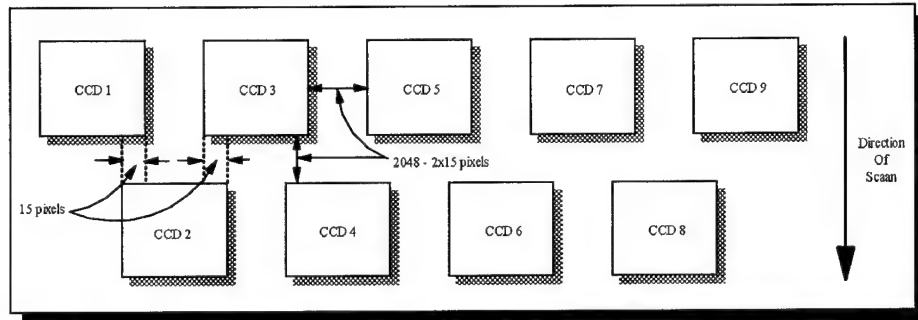 CCD 1
CCD 3
CCD 5
CCD 7
CCD 9
Direction
Of
Scaan
2048 - 2x15 pixels
15 pixels
CCD 2
CCD 4
CCD 6
CCD 8